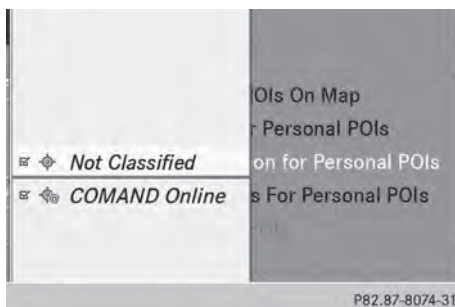 OIs On Map
r Personal POIs
Not Classified
on for Personal POIs
COMAND Online
s For Personal POIs
P82.87-8074-31